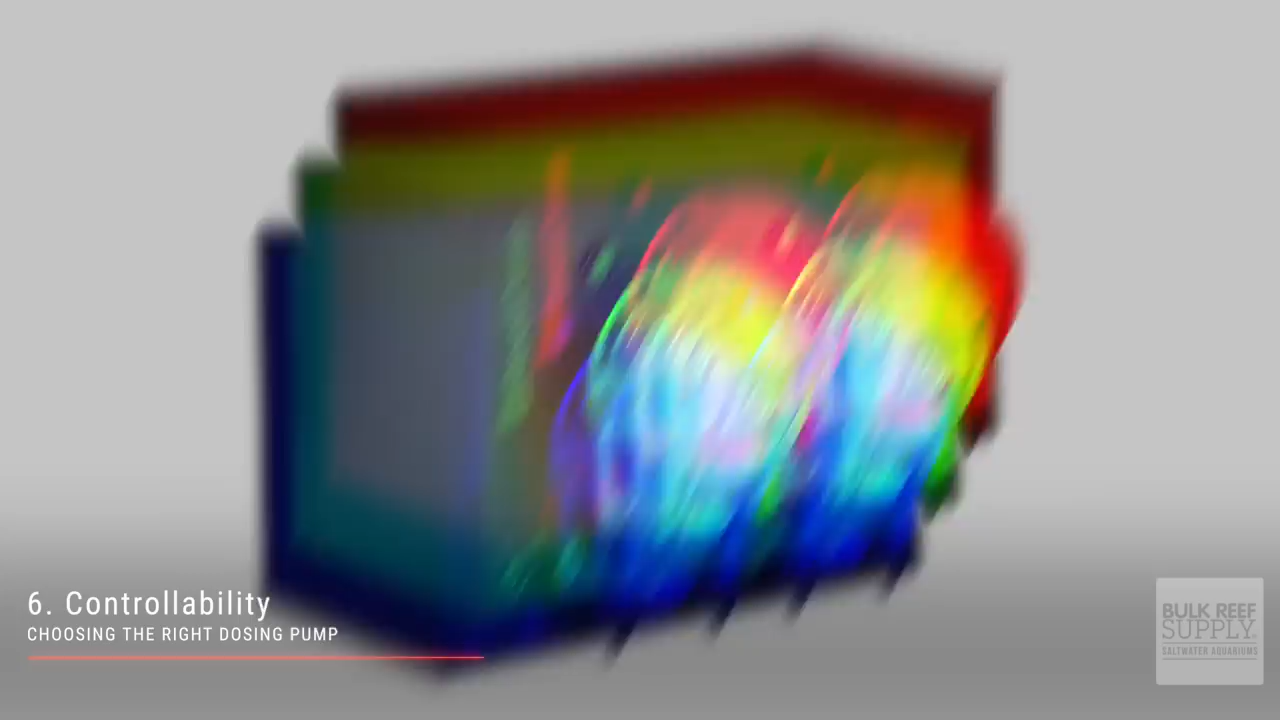 6. Controllability
CHOOSING THE RIGHT DOSING PUMP
BULK REEF
SUPPLY
SALTWATER AQUARIUMS